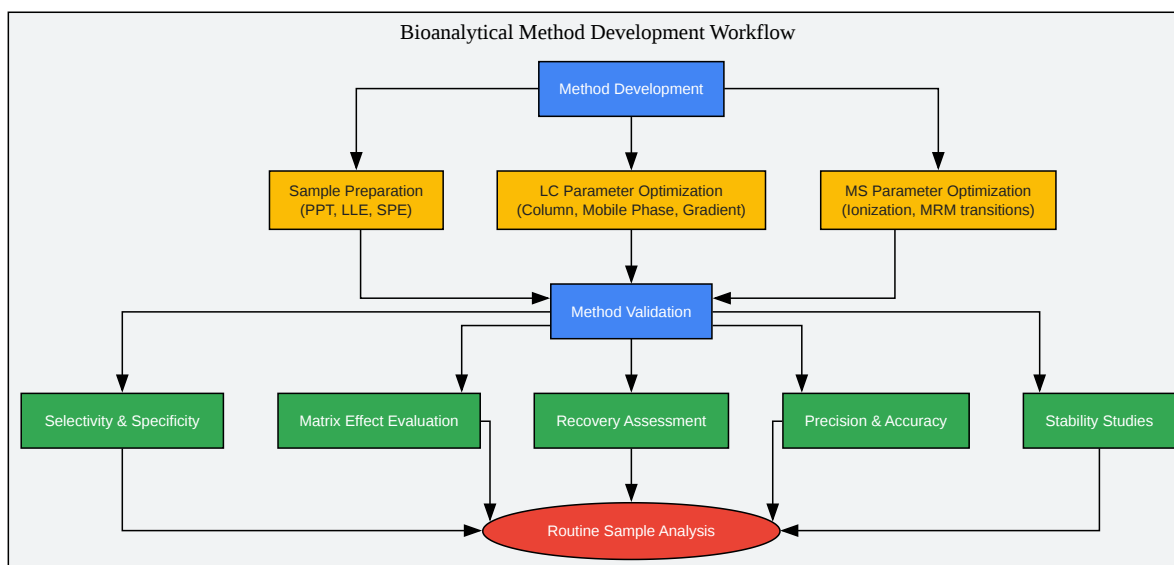 Bioanalytical Method Development Workflow
Method Development
Sample Preparation
(PPT, LLE, SPE)
LC Parameter Optimization
(Column, Mobile Phase, Gradient)
MS Parameter Optimization
(Ionization, MRM transitions)
Method Validation
Selectivity & Specificity
Matrix Effect Evaluation
Recovery Assessment
Precision & Accuracy
Stability Studies
Routine Sample Analysis